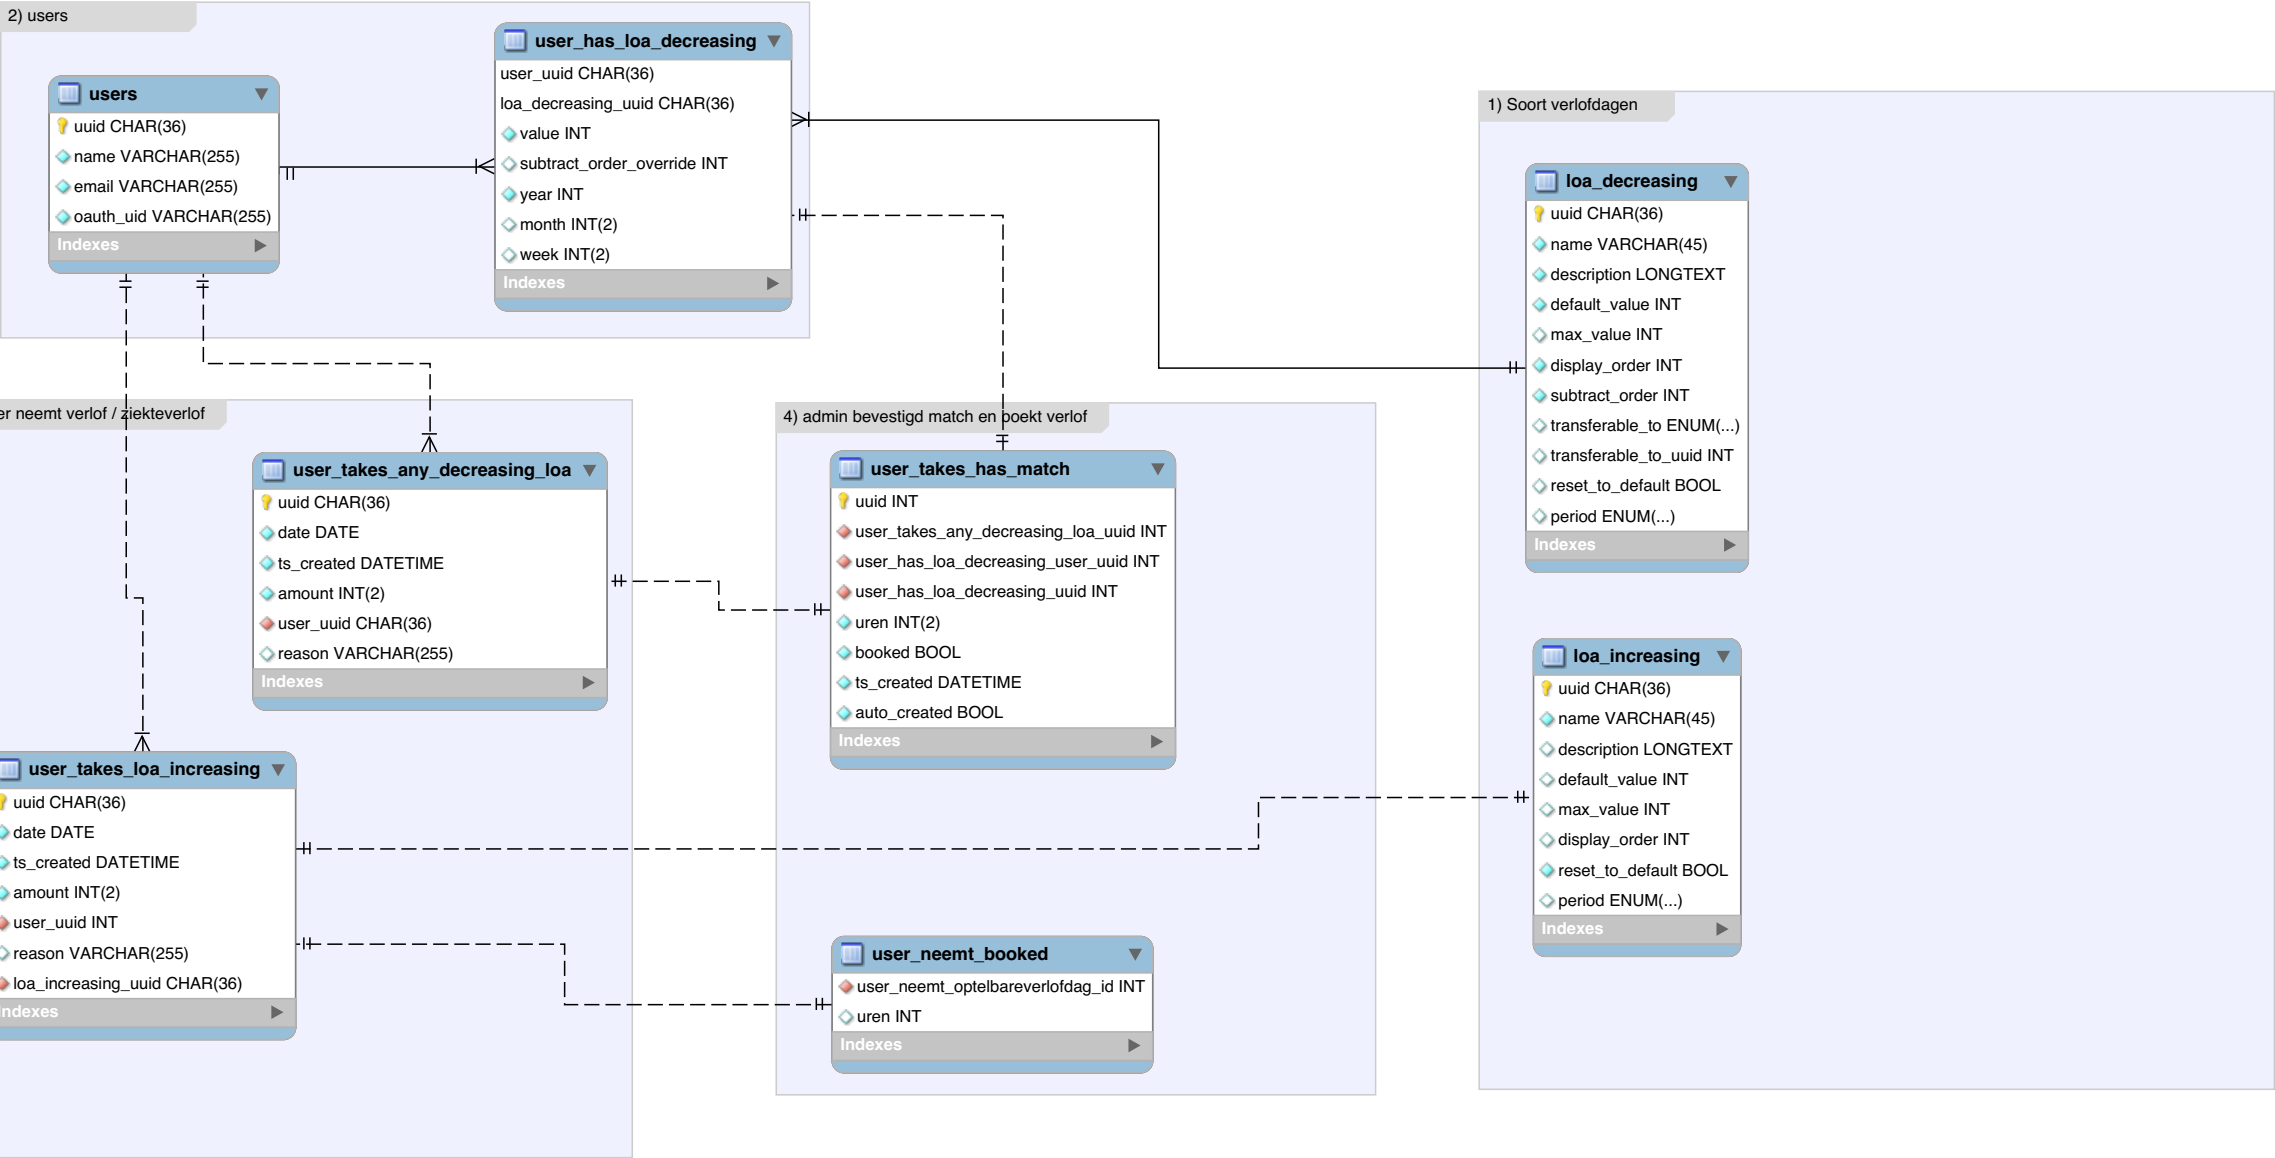 2) users
users
uuid CHAR(36)
name VARCHAR(255)
email VARCHAR(255)
oauth_uid VARCHAR(255)
Indexes
user_has_loa_decreasing
user_uuid CHAR(36)
loa_decreasing_uuid CHAR(36)
value INT
subtract_order_override INT
year INT
month INT(2)
week INT(2)
Indexes
1) Soort verlofdagen
loa_decreasing
uuid CHAR(36)
name VARCHAR(45)
description LONGTEXT
default_value INT
max_value INT
display_order INT
subtract_order INT
transferable_to ENUM(...)
transferable_to_uuid INT
reset_to_default BOOL
period ENUM(...)
Indexes
loa_increasing
uuid CHAR(36)
name VARCHAR(45)
description LONGTEXT
default_value INT
max_value INT
display_order INT
reset_to_default BOOL
period ENUM(...)
Indexes
er neemt verlof / ziekteverlof
user_takes_any_decreasing_loa
uuid CHAR(36)
date DATE
ts_created DATETIME
amount INT(2)
user_uuid CHAR(36)
reason VARCHAR(255)
Indexes
user_takes_loa_increasing
uuid CHAR(36)
date DATE
ts_created DATETIME
amount INT(2)
user_uuid INT
reason VARCHAR(255)
loa_increasing_uuid CHAR(36)
Indexes
4) admin bevestigd match en boekt verlof
user_takes_has_match
uuid INT
user_takes_any_decreasing_loa_uuid INT
user_has_loa_decreasing_user_uuid INT
user_has_loa_decreasing_uuid INT
uren INT(2)
booked BOOL
ts_created DATETIME
auto_created BOOL
Indexes
user_neemt_booked
user_neemt_optelbareverlofdag_id INT
uren INT
Indexes